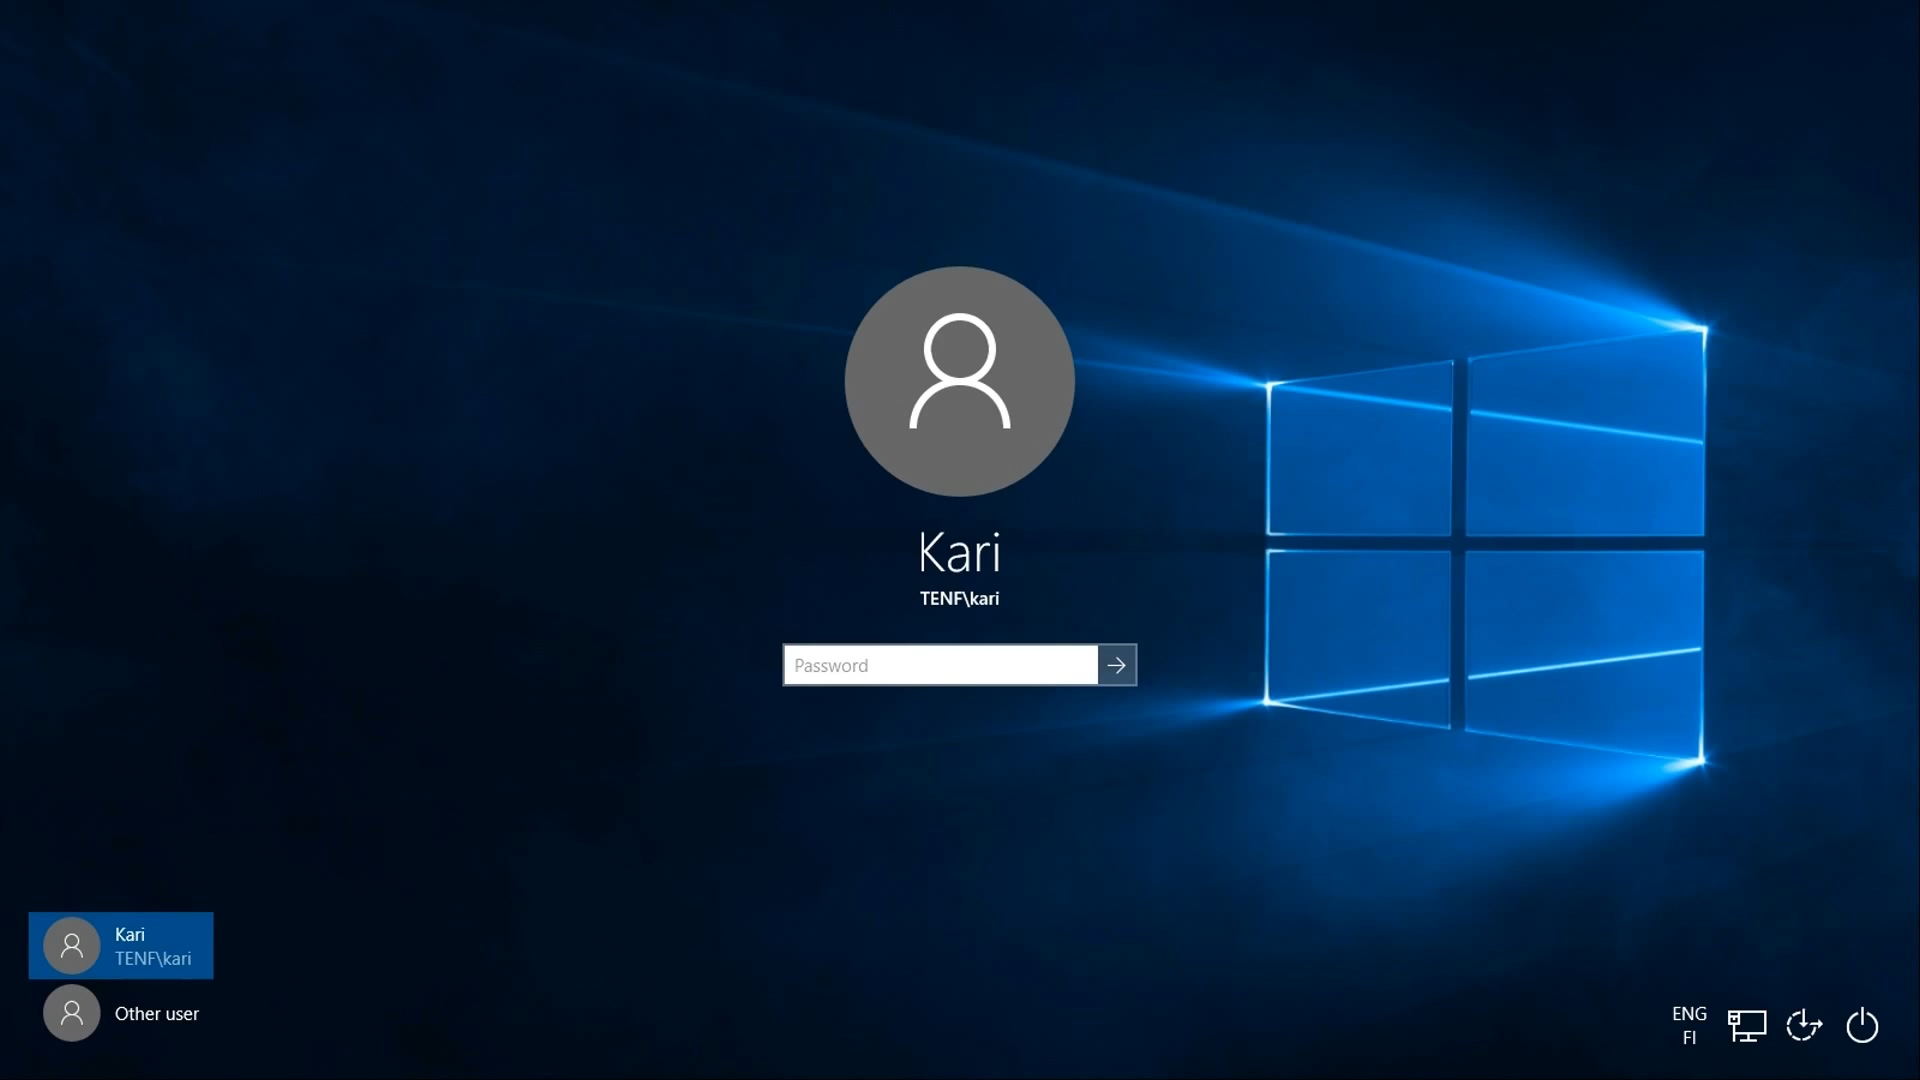 Kari
TENF\kari
Password
Kari
TENF\kari
Other user
ENG
FI